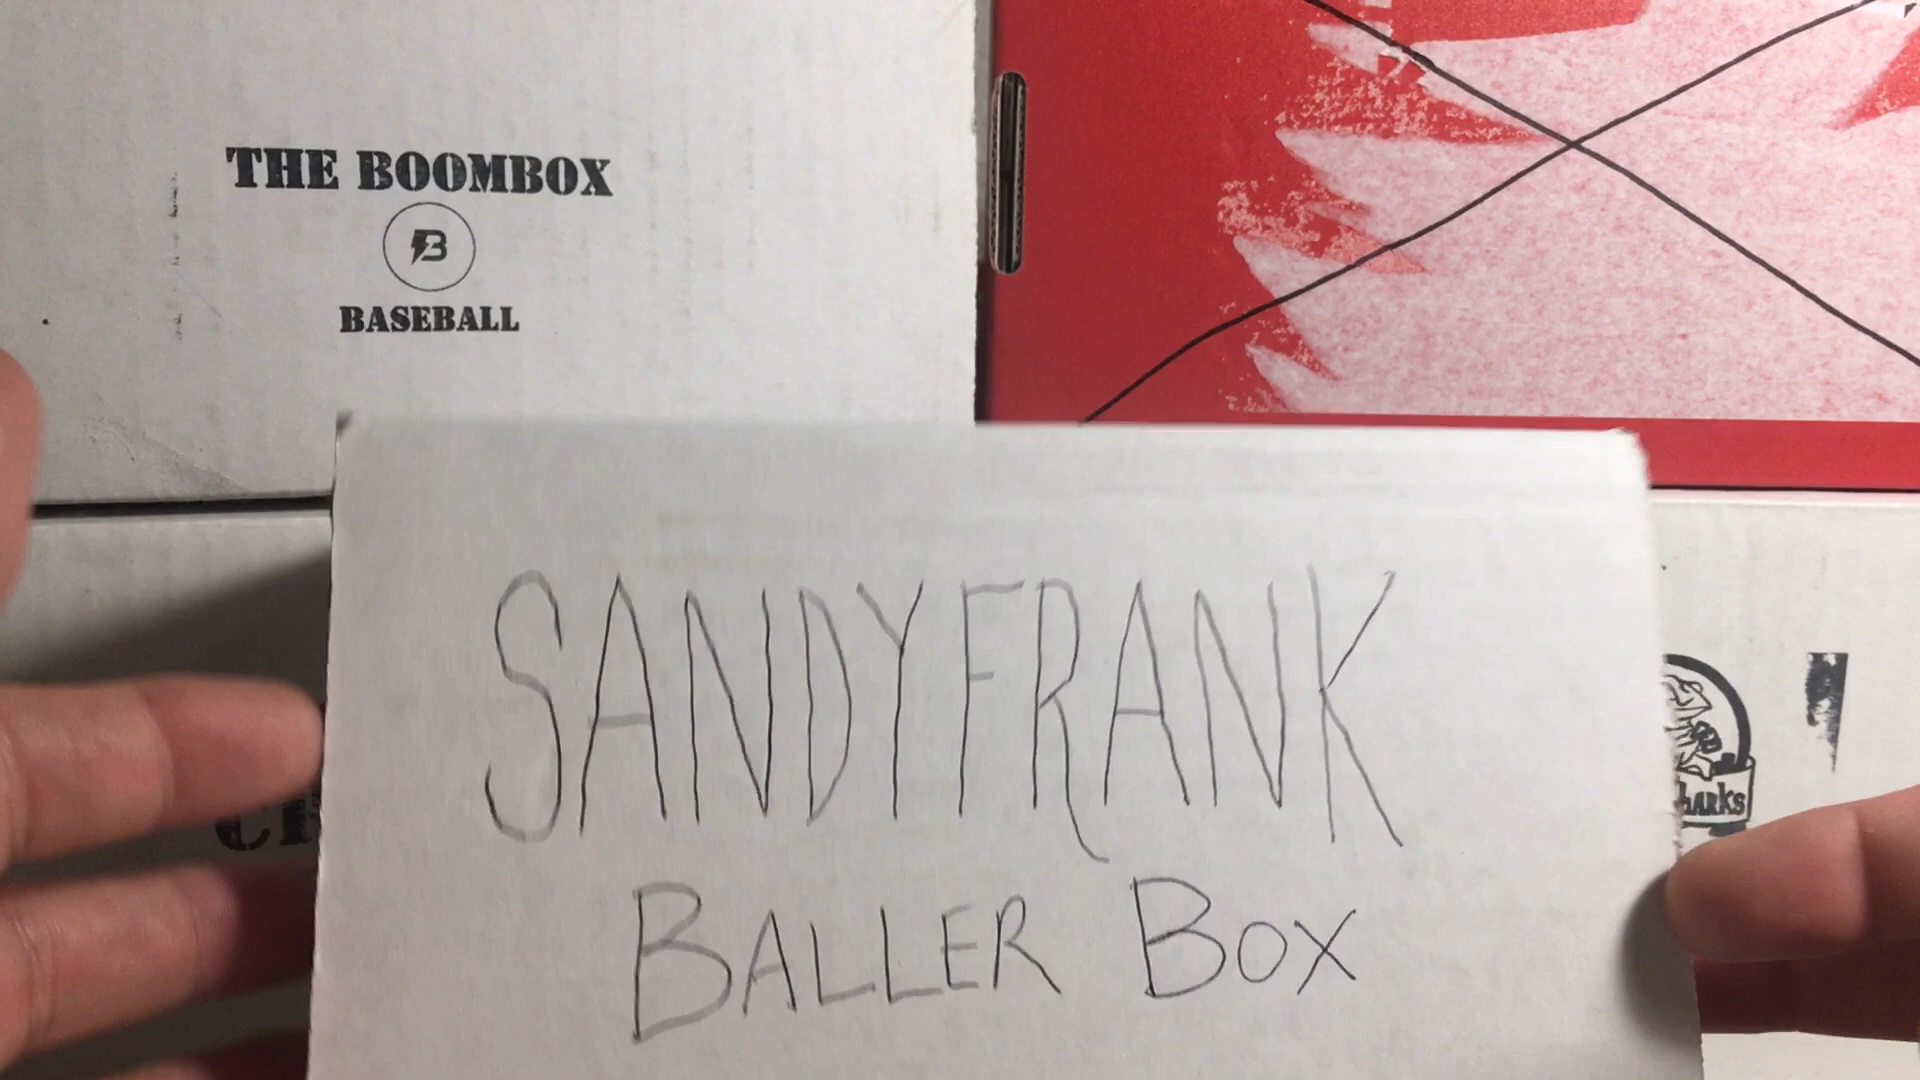 THE BOOMBOX
B
BASEBALL
SANDYFRANK
BALLER BOX